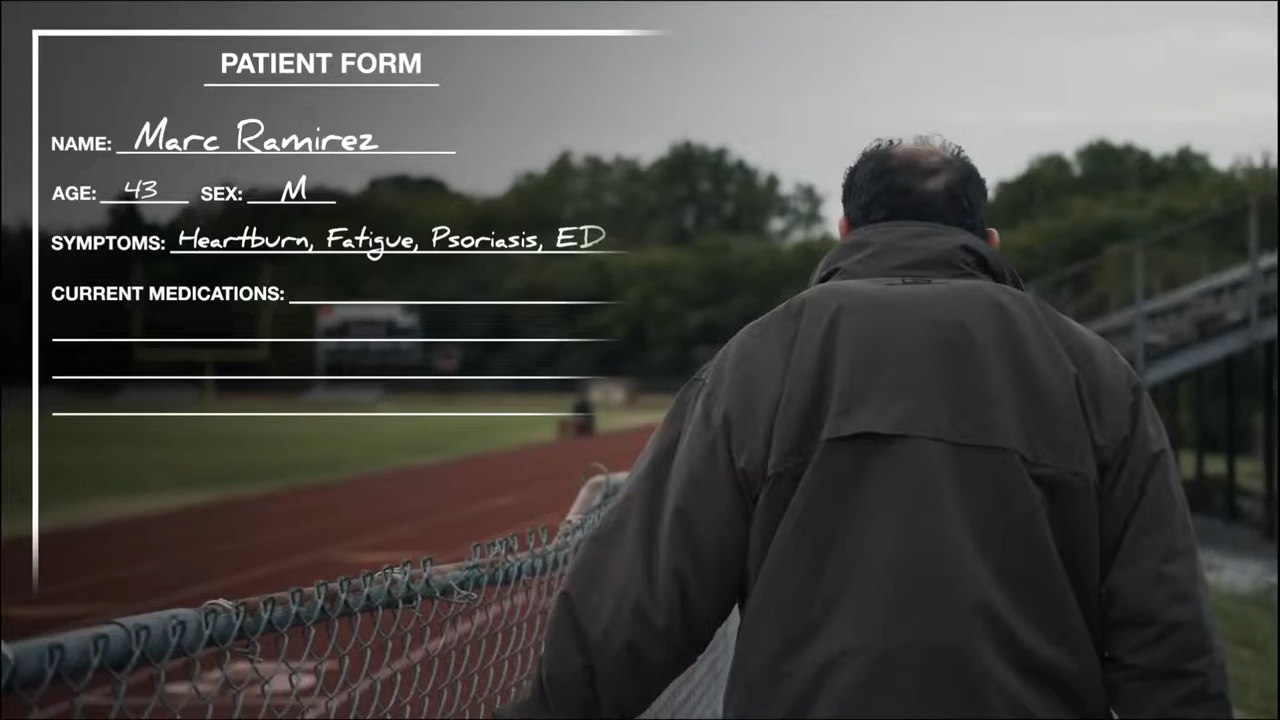 PATIENT FORM
NAME: Marc Ramirez
AGE: 43 SEX: M
SYMPTOMS: Heartburn, Fatigue, Psoriasis, ED
CURRENT MEDICATIONS: